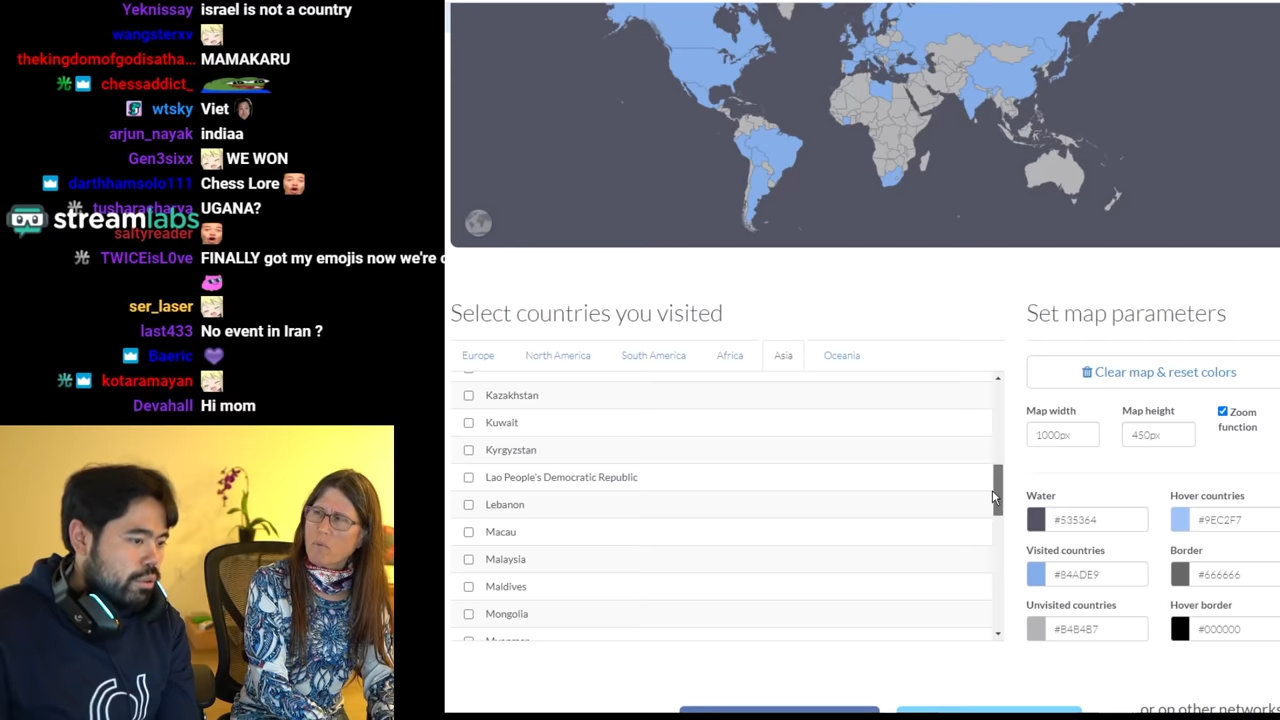 Yeknissay israel is not a country
wangsterxv
thekingdomofgodisatha... MAMAKARU
光 chessaddict_
wtsky Viet
arjun_nayak indiaa
Gen3sixx WE WON
darthhamsolo111 Chess Lore
tusharacharya UGANA?
streamlabs
saltyreader
光 TWICEisL0ve FINALLY got my emojis now we're
ser_laser
last433 No event in Iran ?
Baeric
光 kotaramayan
Devahall Hi mom
Select countries you visited
Europe North America South America Africa Asia Oceania
Kazakhstan
Kuwait
Kyrgyzstan
Lao People's Democratic Republic
Lebanon
Macau
Malaysia
Maldives
Mongolia
Set map parameters
Clear map & reset colors
Map width Map height Zoom function
1000px 450px
Water Hover countries
#535364 #9EC2F7
Visited countries Border
#84ADE9 #666666
Unvisited countries Hover border
#B4B4B7 #000000
or on other networks